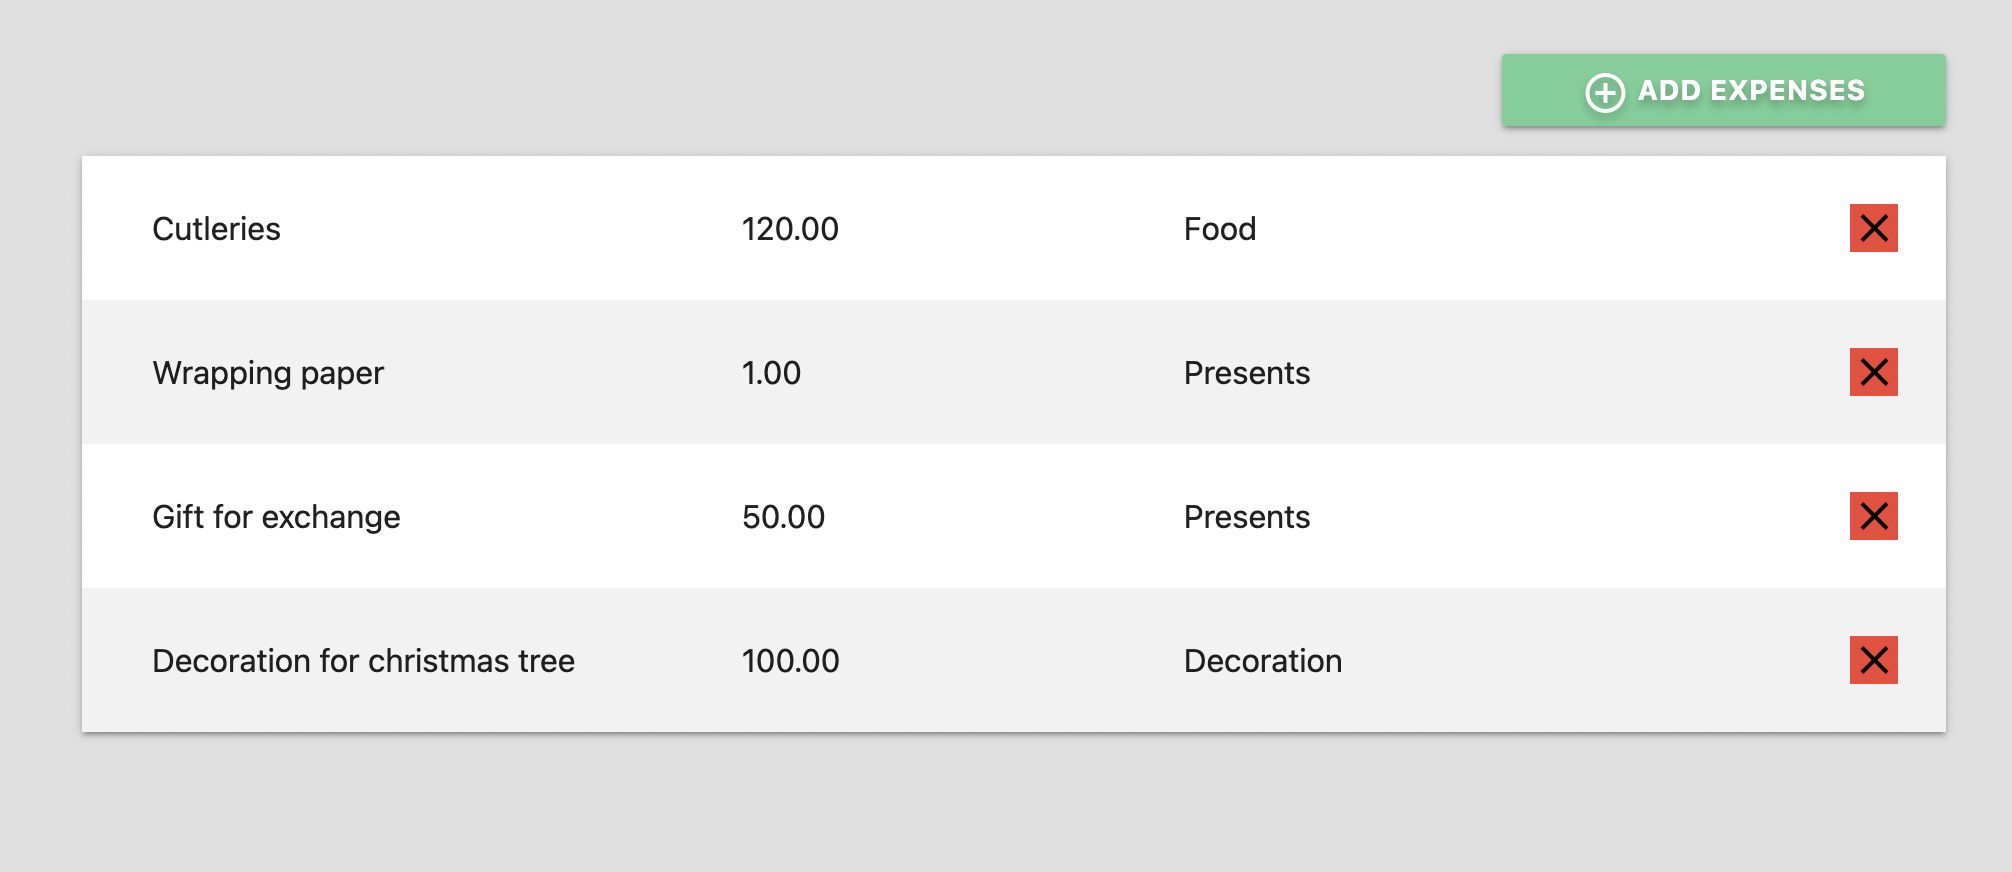 ADD EXPENSES
Cutleries 120.00 Food
Wrapping paper 1.00 Presents
Gift for exchange 50.00 Presents
Decoration for christmas tree 100.00 Decoration